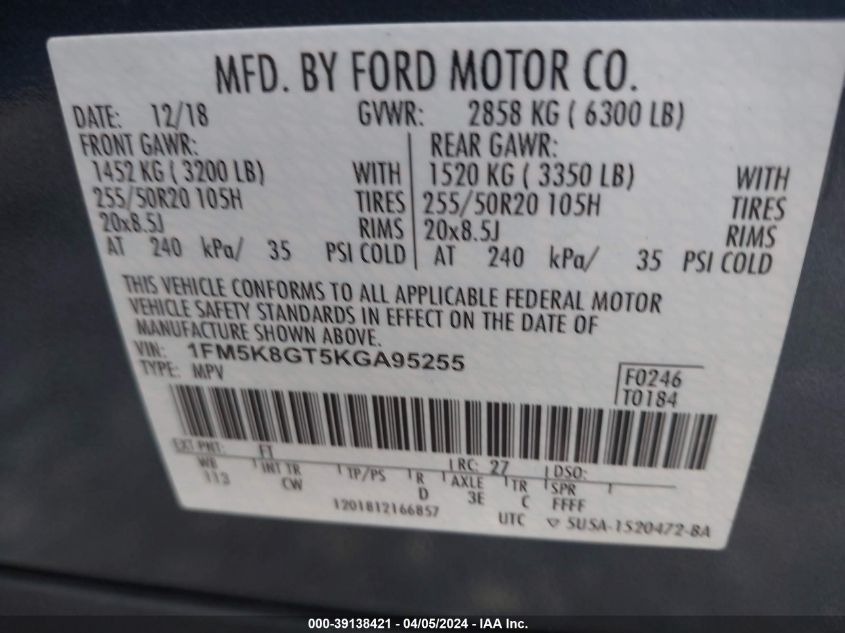 MFD. BY FORD MOTOR CO.
DATE: 12/18 GVWR: 2858 KG ( 6300 LB)
FRONT GAWR: REAR GAWR:
1452 KG ( 3200 LB) WITH 1520 KG ( 3350 LB) WITH
255/50R20 105H TIRES 255/50R20 105H TIRES
20x8.5J RIMS 20x8.5J RIMS
AT 240 kPa/ 35 PSI COLD AT 240 kPa/ 35 PSI COLD
THIS VEHICLE CONFORMS TO ALL APPLICABLE FEDERAL MOTOR
VEHICLE SAFETY STANDARDS IN EFFECT ON THE DATE OF
MANUFACTURE SHOWN ABOVE.
VIN: 1FM5K8GT5KGA95255
TYPE: MPV
F0246
T0184
EXT PNT: FT RC: 27 DSO:
WB INT TR TP/PS R AXLE TR SPR
113 CW D 3E C FFFF
1201812166857 UTC ▽ 5USA-1520472-BA
000-39138421 - 04/05/2024 - IAA Inc.